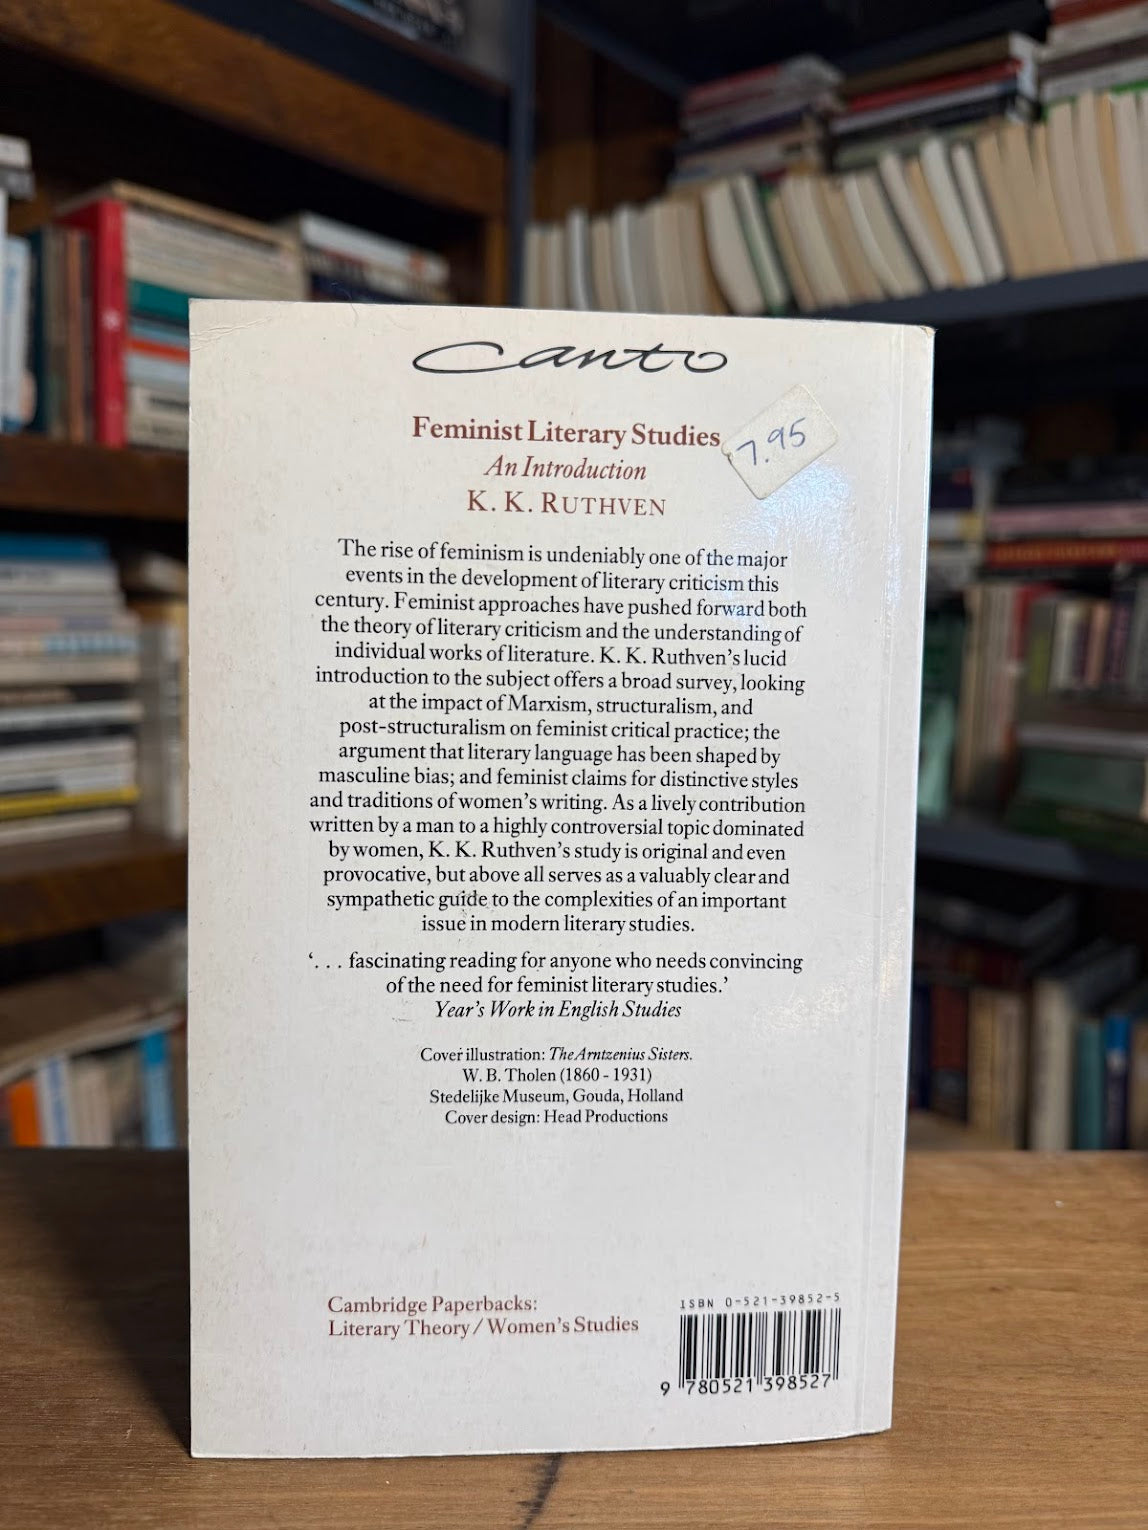 Canto
Feminist Literary Studies
7.95
An Introduction
K. K. RUTHVEN
The rise of feminism is undeniably one of the major
events in the development of literary criticism this
century. Feminist approaches have pushed forward both
the theory of literary criticism and the understanding of
individual works of literature. K. K. Ruthven's lucid
introduction to the subject offers a broad survey, looking
at the impact of Marxism, structuralism, and
post-structuralism on feminist critical practice; the
argument that literary language has been shaped by
masculine bias; and feminist claims for distinctive styles
and traditions of women's writing. As a lively contribution
written by a man to a highly controversial topic dominated
by women, K. K. Ruthven's study is original and even
provocative, but above all serves as a valuably clear and
sympathetic guide to the complexities of an important
issue in modern literary studies.
'. . . fascinating reading for anyone who needs convincing
of the need for feminist literary studies.'
Year's Work in English Studies
Cover illustration: The Arntzenius Sisters.
W. B. Tholen (1860 - 1931)
Stedelijke Museum, Gouda, Holland
Cover design: Head Productions
Cambridge Paperbacks:
Literary Theory / Women's Studies
ISBN 0-521-39852-5
9 780521 398527